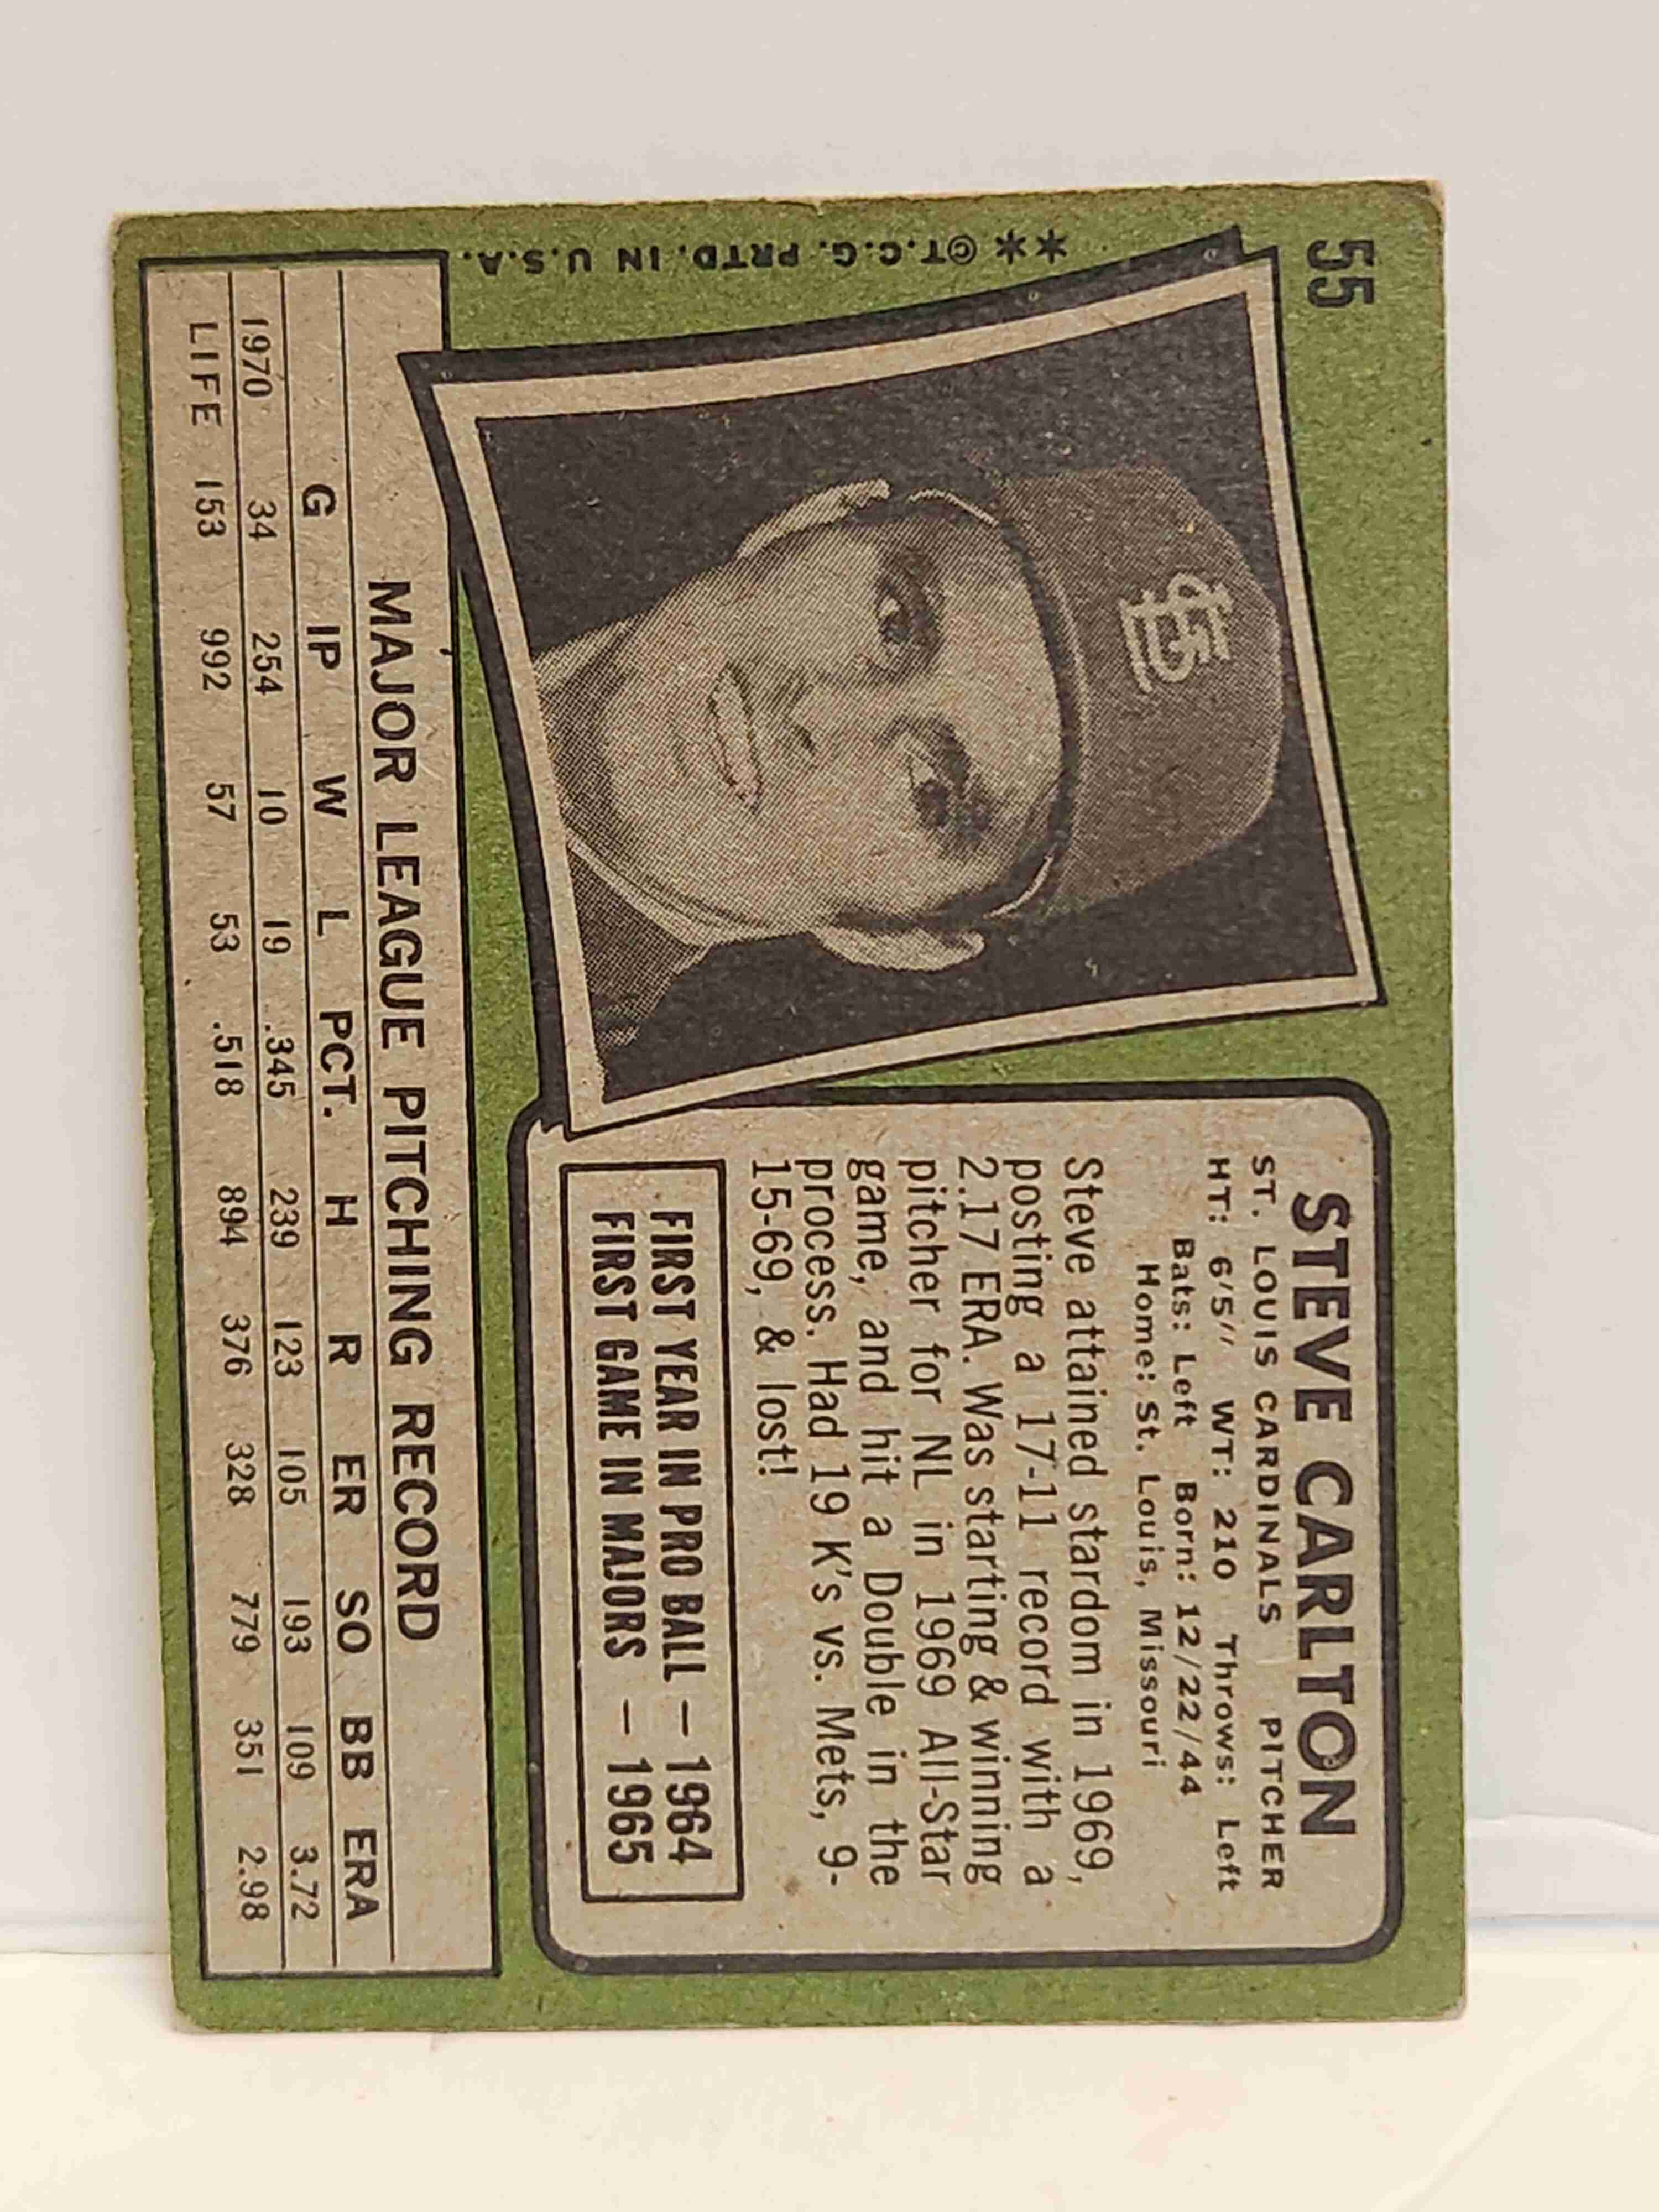 55
STEVE CARLTON
ST. LOUIS CARDINALS PITCHER
HT: 6'5" WT: 210 Throws: Left
Bats: Left Born: 12/22/44
Home: St. Louis, Missouri
Steve attained stardom in 1969,
posting a 17-11 record with a
2.17 ERA. Was starting & winning
pitcher for NL in 1969 All-Star
game, and hit a Double in the
process. Had 19 K's vs. Mets, 9-
15-69, & lost!
FIRST YEAR IN PRO BALL — 1964
FIRST GAME IN MAJORS — 1965
**©T.C.G. PRTD. IN U.S.A.
STL
MAJOR LEAGUE PITCHING RECORD
G IP W L PCT. H R ER SO BB ERA
1970 34 254 10 19 .345 239 123 105 193 109 3.72
LIFE 153 992 57 53 .518 894 376 328 779 351 2.98